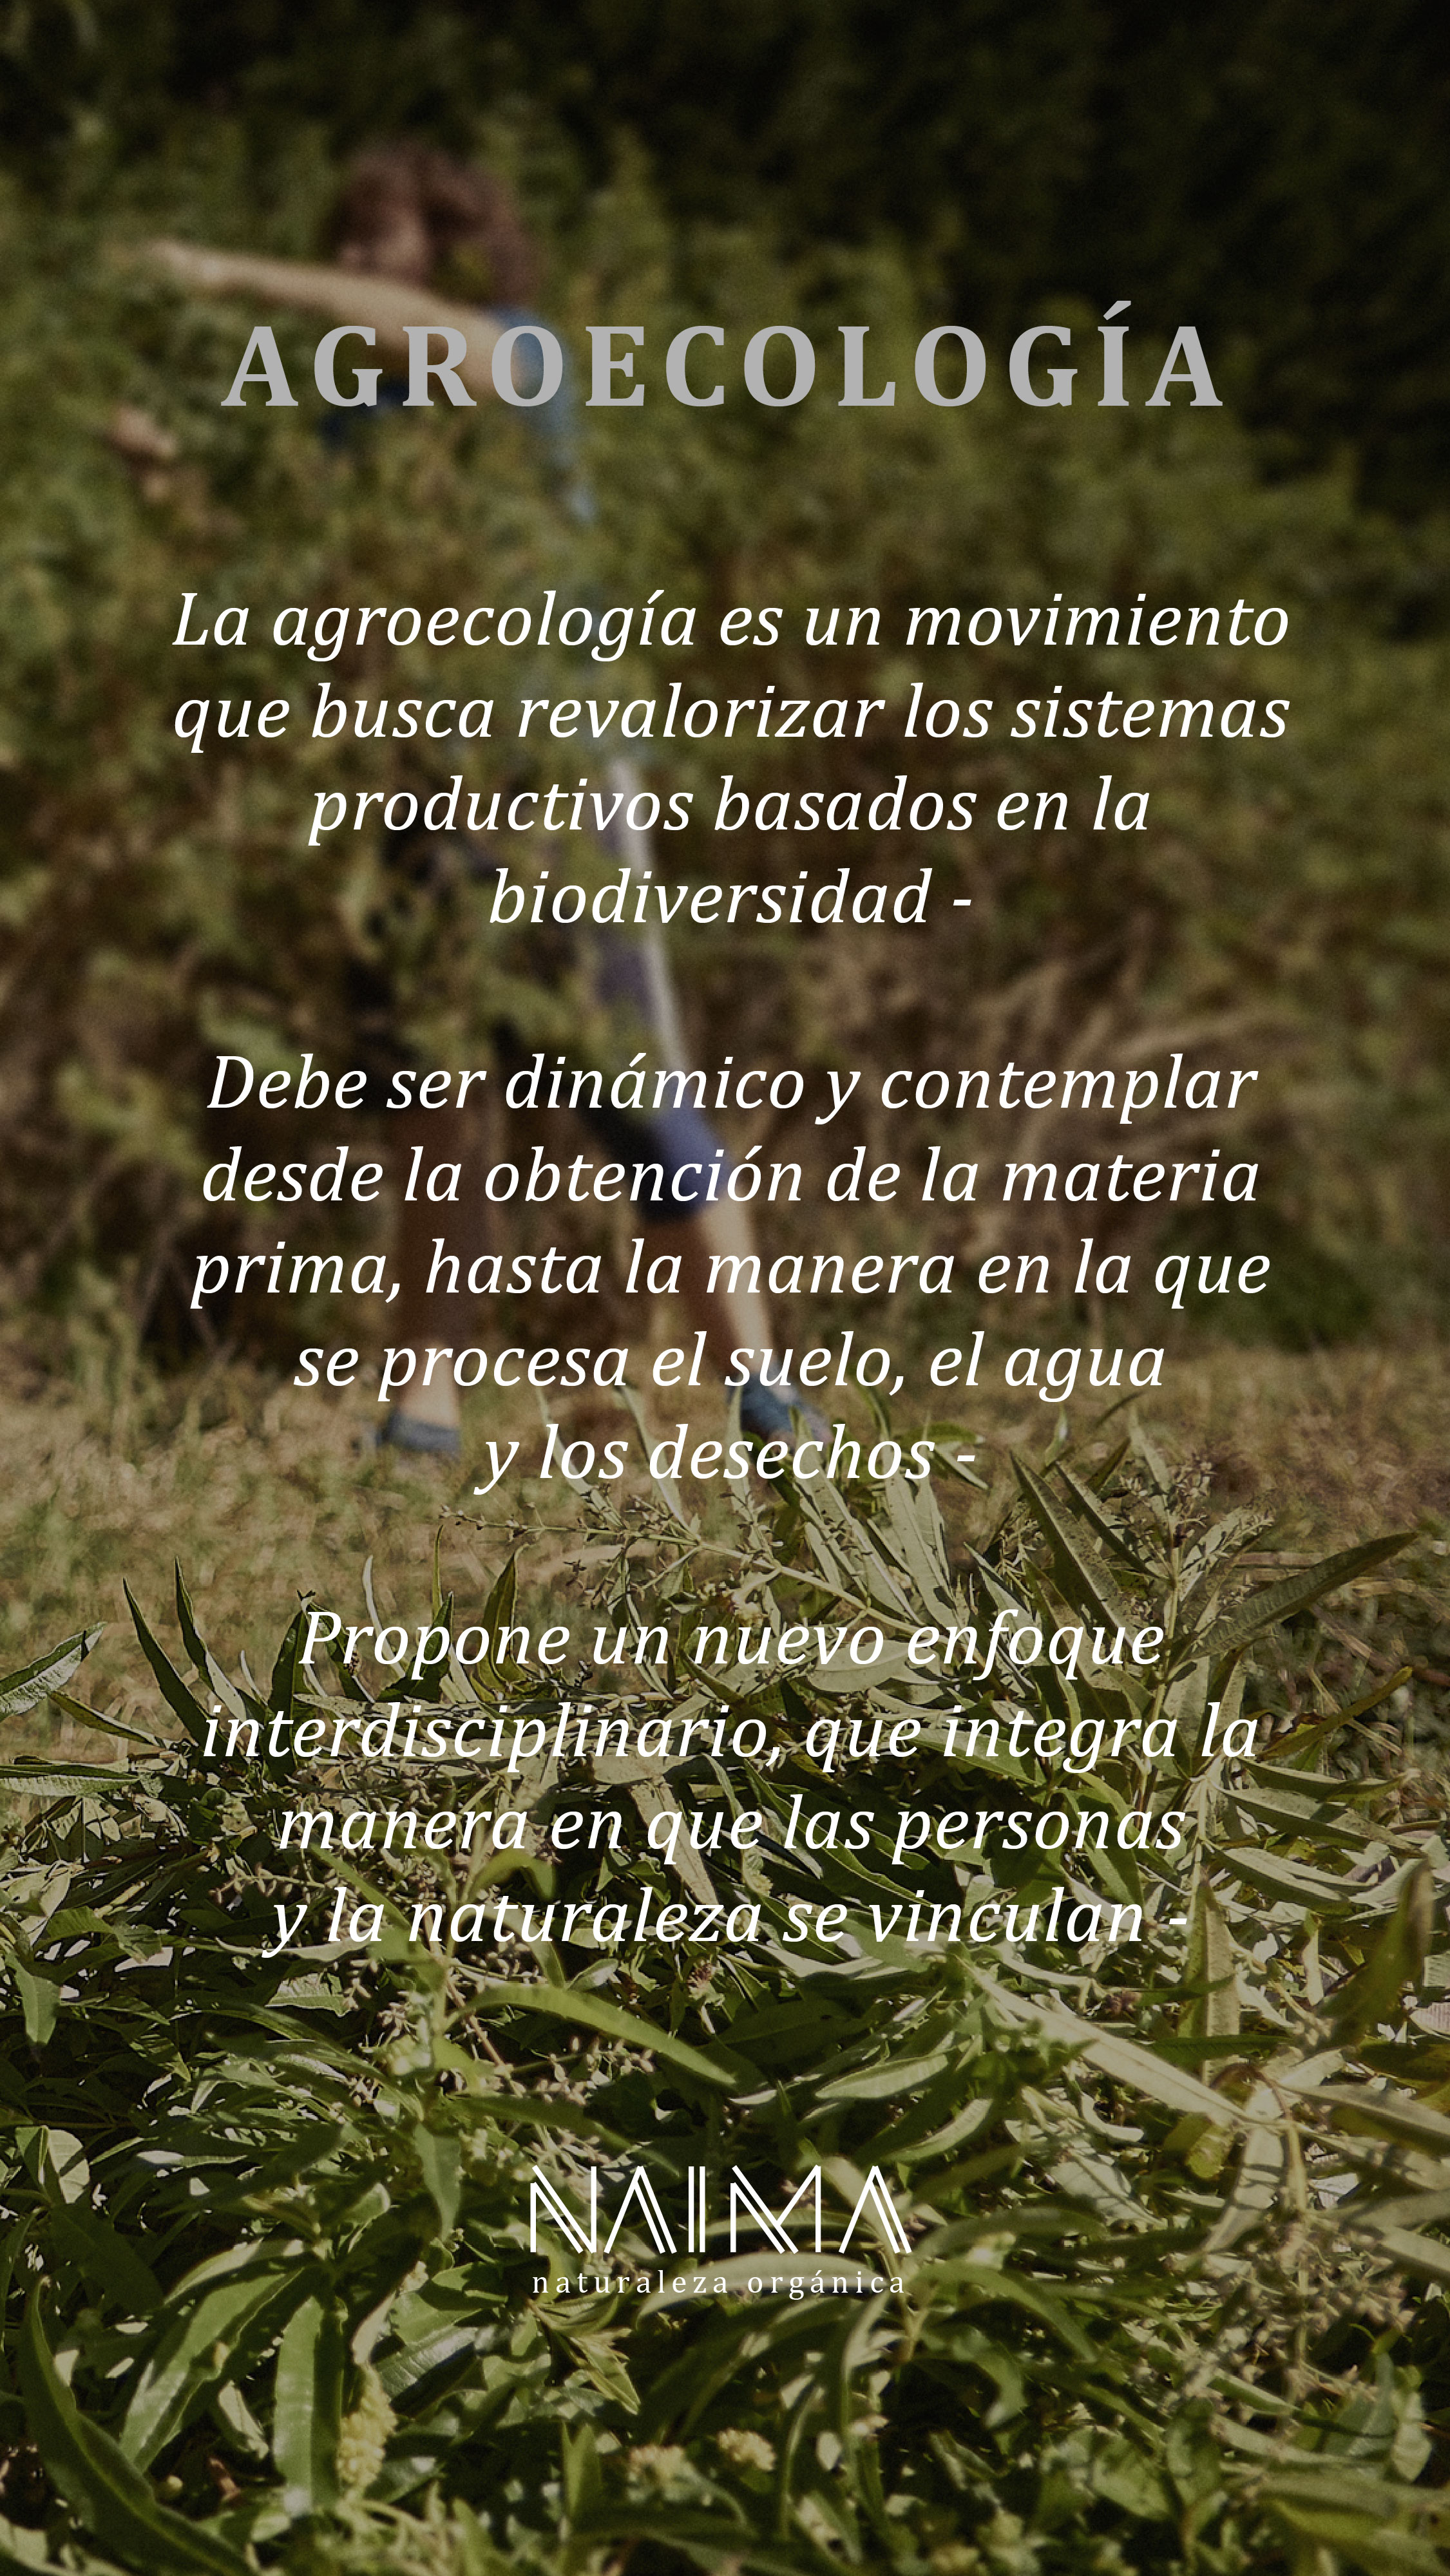 AGROECOLOGÍA
La agroecología es un movimiento
que busca revalorizar los sistemas
productivos basados en la
biodiversidad -
Debe ser dinámico y contemplar
desde la obtención de la materia
prima, hasta la manera en la que
se procesa el suelo, el agua
y los desechos -
Propone un nuevo enfoque
interdisciplinario, que integra la
manera en que las personas
y la naturaleza se vinculan -
NAIMA
naturaleza orgánica